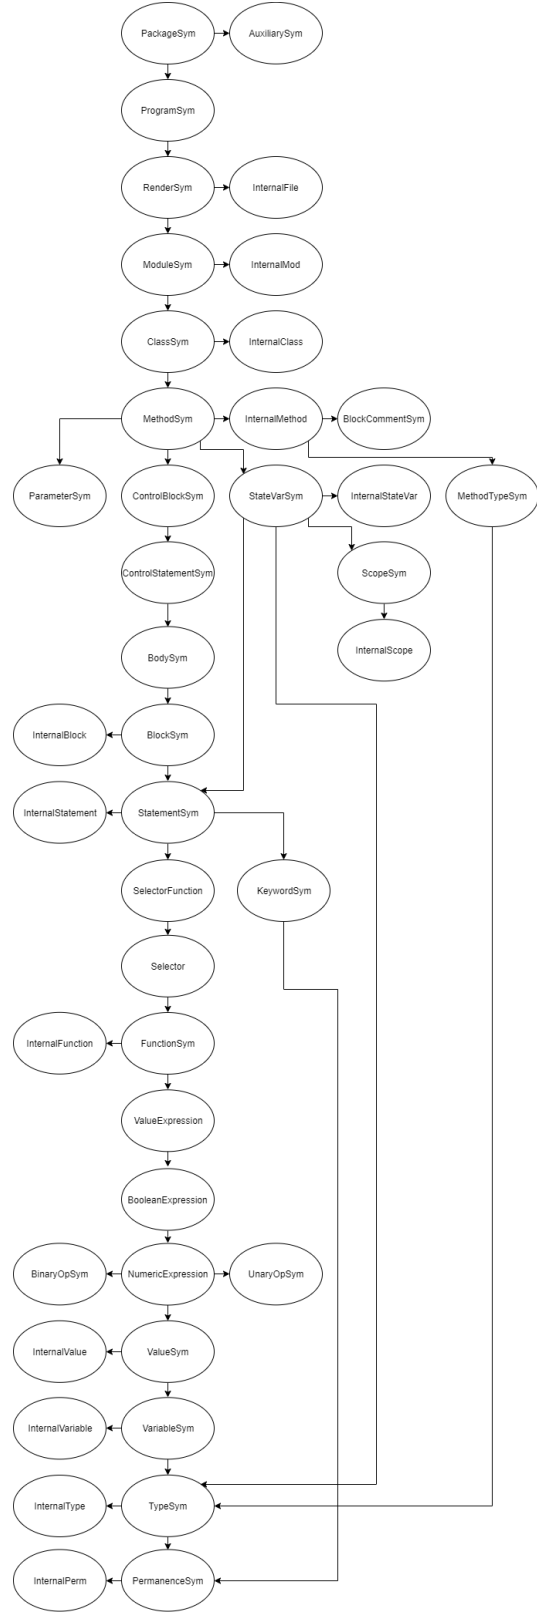 PackageSym
AuxiliarySym
ProgramSym
RenderSym
InternalFile
ModuleSym
InternalMod
ClassSym
InternalClass
MethodSym
InternalMethod
BlockCommentSym
ParameterSym
ControlBlockSym
StateVarSym
InternalStateVar
MethodTypeSym
ControlStatementSym
ScopeSym
BodySym
InternalScope
InternalBlock
BlockSym
InternalStatement
StatementSym
SelectorFunction
KeywordSym
Selector
InternalFunction
FunctionSym
ValueExpression
BooleanExpression
BinaryOpSym
NumericExpression
UnaryOpSym
InternalValue
ValueSym
InternalVariable
VariableSym
InternalType
TypeSym
InternalPerm
PermanenceSym